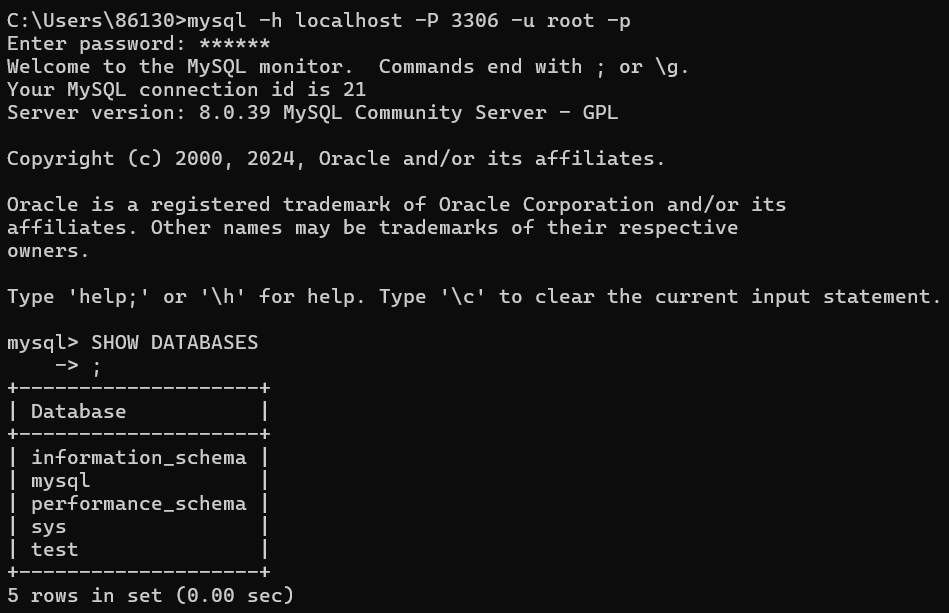 C:\Users\86130>mysql -h localhost -P 3306 -u root -p
Enter password: ******
Welcome to the MySQL monitor.  Commands end with ; or \g.
Your MySQL connection id is 21
Server version: 8.0.39 MySQL Community Server - GPL

Copyright (c) 2000, 2024, Oracle and/or its affiliates.

Oracle is a registered trademark of Oracle Corporation and/or its
affiliates. Other names may be trademarks of their respective
owners.

Type 'help;' or '\h' for help. Type '\c' to clear the current input statement.

mysql> SHOW DATABASES
    -> ;
+--------------------+
| Database           |
+--------------------+
| information_schema |
| mysql              |
| performance_schema |
| sys                |
| test               |
+--------------------+
5 rows in set (0.00 sec)